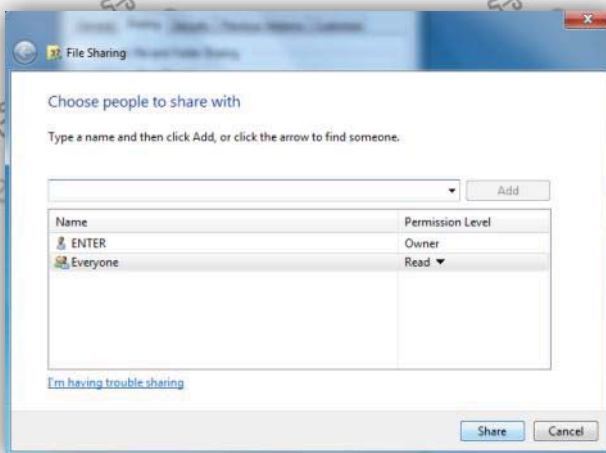 File Sharing
Choose people to share with
Type a name and then click Add, or click the arrow to find someone.
Add
Name Permission Level
ENTER Owner
Everyone Read
I'm having trouble sharing
Share Cancel